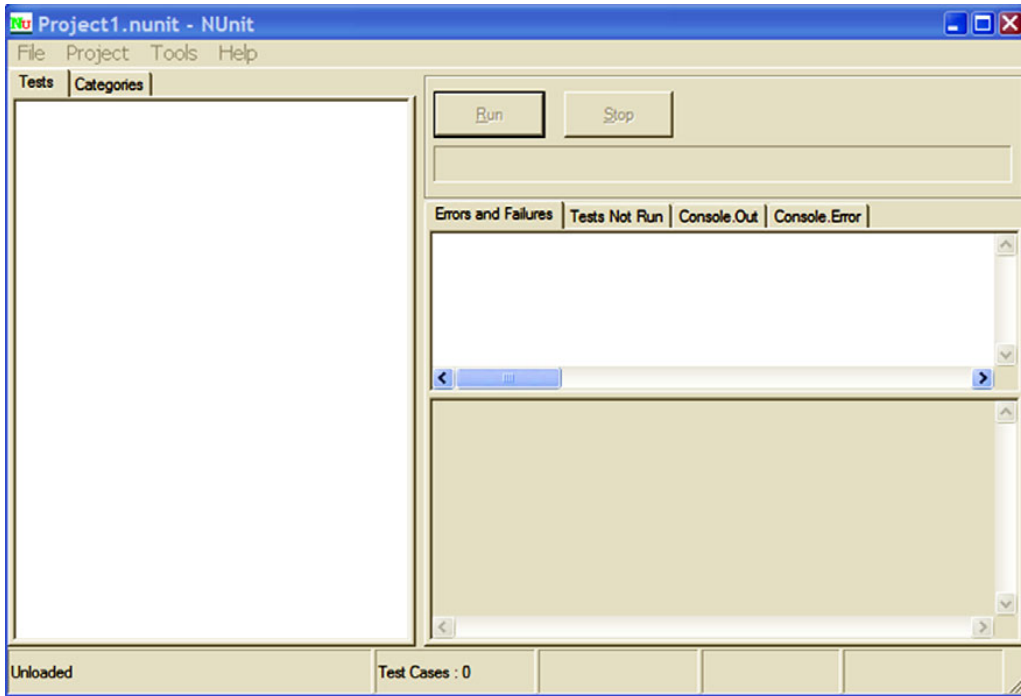 Nu Project1.nunit - NUnit
File Project Tools Help
Tests Categories
Run Stop
Errors and Failures Tests Not Run Console.Out Console.Error
Unloaded Test Cases : 0